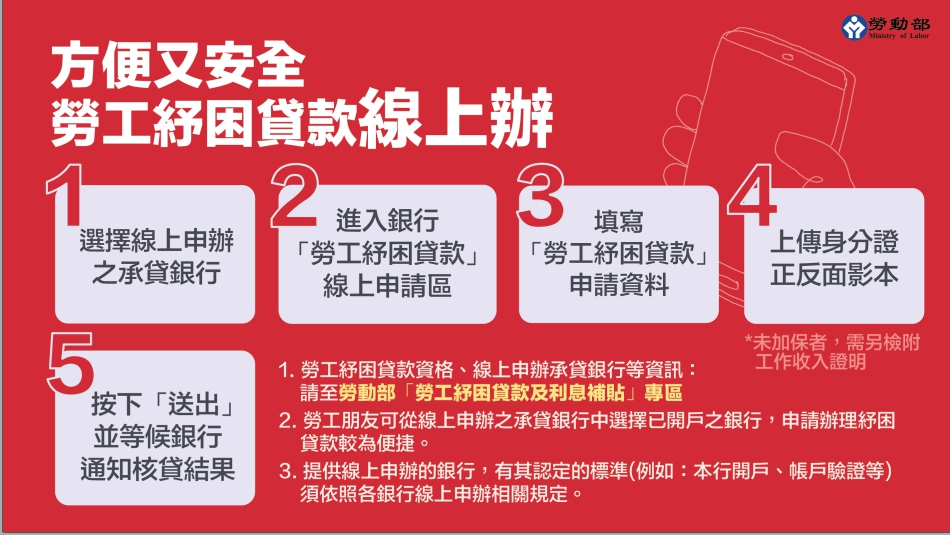 勞動部
Ministry of Labor
方便又安全
勞工紓困貸款線上辦
1
選擇線上申辦
之承貸銀行
2
進入銀行
「勞工紓困貸款」
線上申請區
3
填寫
「勞工紓困貸款」
申請資料
4
上傳身分證
正反面影本
*未加保者，需另檢附
工作收入證明
5
按下「送出」
並等候銀行
通知核貸結果
1. 勞工紓困貸款資格、線上申辦承貸銀行等資訊：
請至勞動部「勞工紓困貸款及利息補貼」專區
2. 勞工朋友可從線上申辦之承貸銀行中選擇已開戶之銀行，申請辦理紓困
貸款較為便捷。
3. 提供線上申辦的銀行，有其認定的標準(例如：本行開戶、帳戶驗證等)
須依照各銀行線上申辦相關規定。